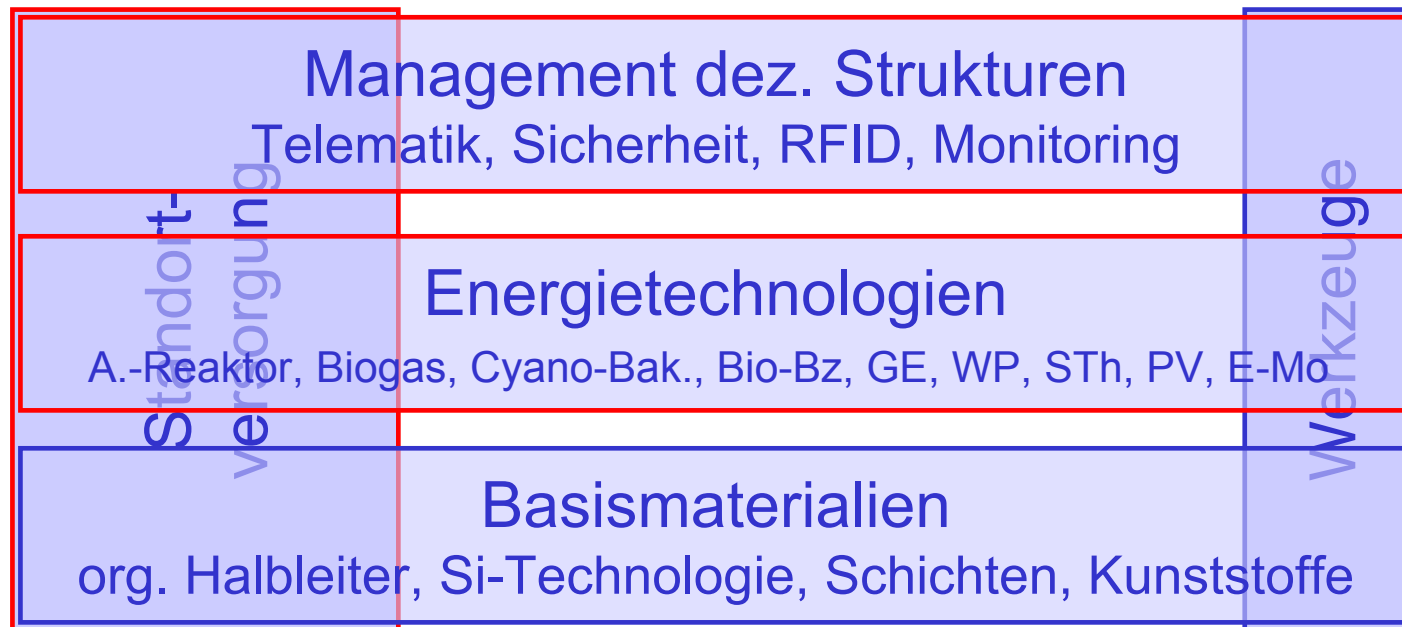 Management dez. Strukturen
Telematik, Sicherheit, RFID, Monitoring
Standort-
versorgung
Werkzeuge
Energietechnologien
A.-Reaktor, Biogas, Cyano-Bak., Bio-Bz, GE, WP, STh, PV, E-Mo
Basismaterialien
org. Halbleiter, Si-Technologie, Schichten, Kunststoffe